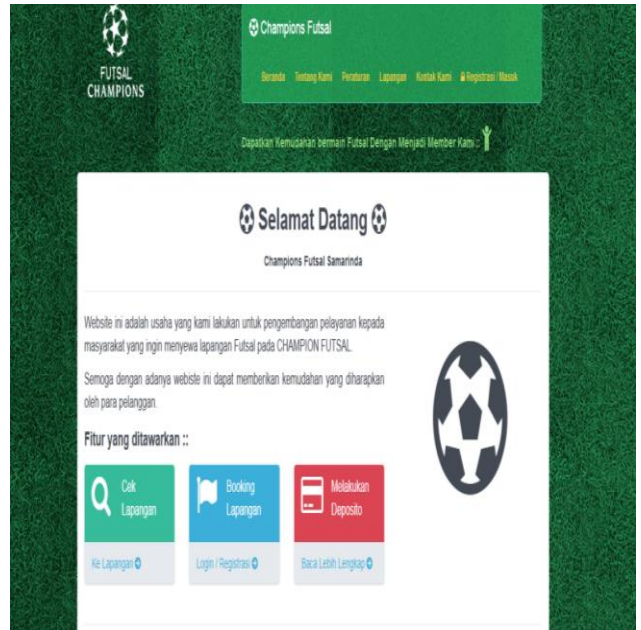 FUTSAL
CHAMPIONS
Champions Futsal
Beranda Tentang Kami Peraturan Lapangan Kontak Kami Registrasi / Masuk
Dapatkan Kemudahan bermain Futsal Dengan Menjadi Member Kami ::
Selamat Datang
Champions Futsal Samarinda
Website ini adalah usaha yang kami lakukan untuk pengembangan pelayanan kepada
masyarakat yang ingin menyewa lapangan Futsal pada CHAMPION FUTSAL.
Semoga dengan adanya webiste ini dapat memberikan kemudahan yang diharapkan
oleh para pelanggan.
Fitur yang ditawarkan ::
Cek
Lapangan
Ke Lapangan
Booking
Lapangan
Login / Registrasi
Melakukan
Deposito
Baca Lebih Lengkap